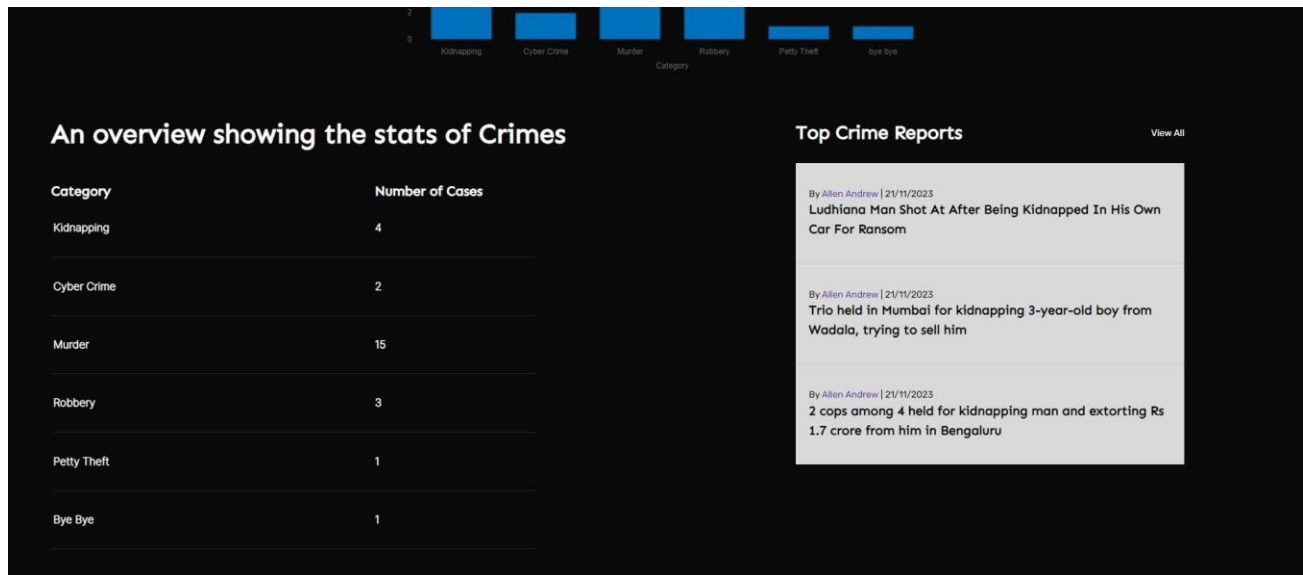 2
0
Kidnapping Cyber Crime Murder Robbery Petty Theft bye bye
Category
An overview showing the stats of Crimes
Category Number of Cases
Kidnapping 4
Cyber Crime 2
Murder 15
Robbery 3
Petty Theft 1
Bye Bye 1
Top Crime Reports View All
By Allen Andrew | 21/11/2023
Ludhiana Man Shot At After Being Kidnapped In His Own
Car For Ransom
By Allen Andrew | 21/11/2023
Trio held in Mumbai for kidnapping 3-year-old boy from
Wadala, trying to sell him
By Allen Andrew | 21/11/2023
2 cops among 4 held for kidnapping man and extorting Rs
1.7 crore from him in Bengaluru